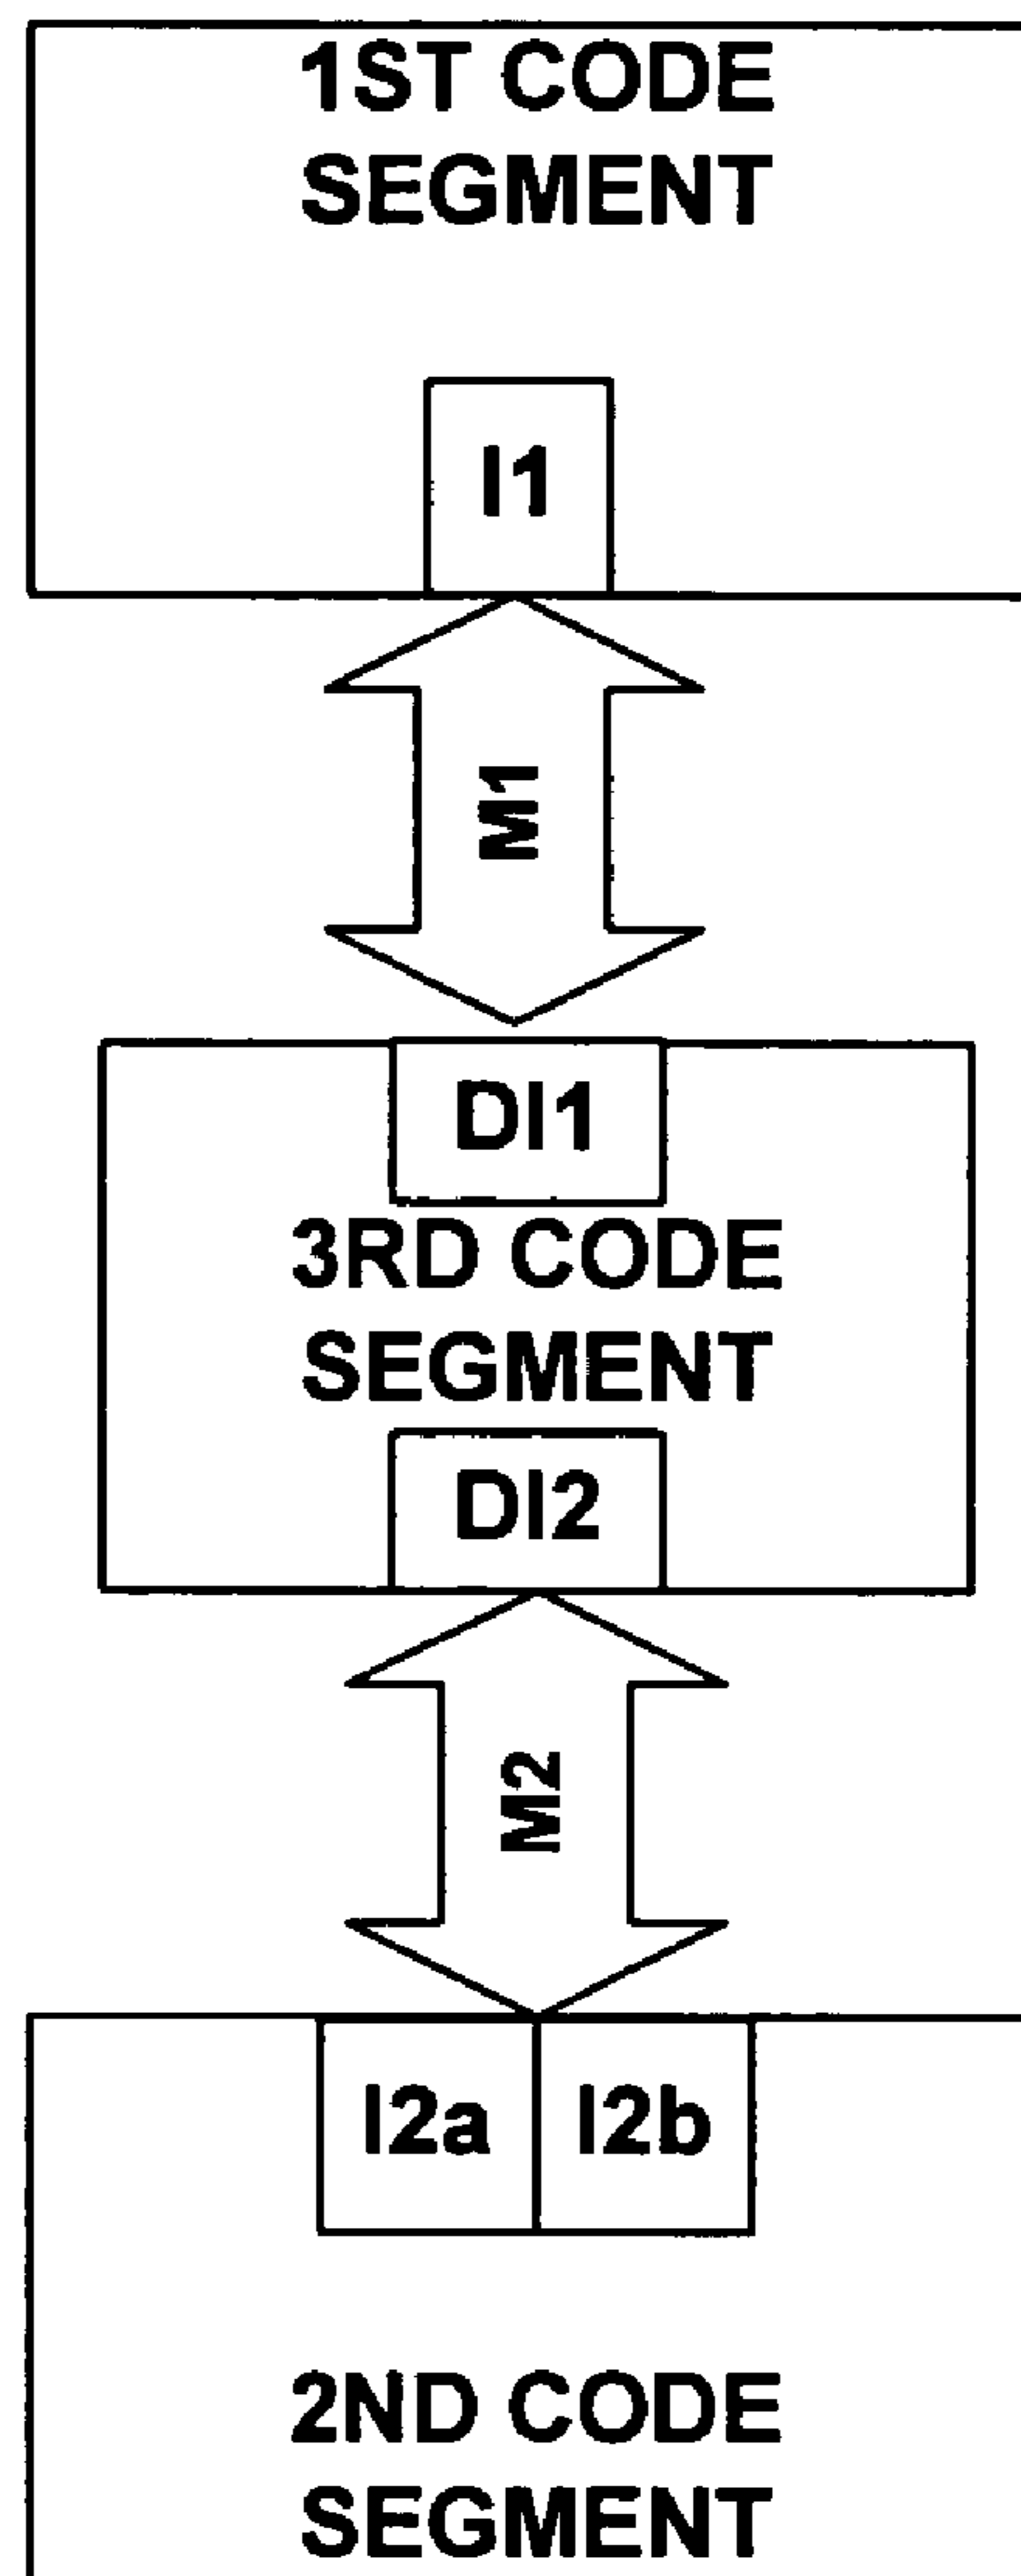 1ST CODE
SEGMENT
I1
M1
DI1
3RD CODE
SEGMENT
DI2
M2
I2a I2b
2ND CODE
SEGMENT